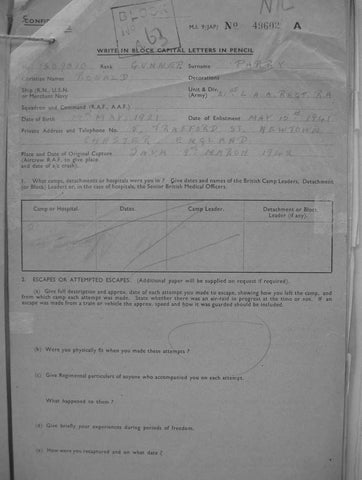 NIL
CONFID
BLOCK
No 163
M.I. 9/JAP/ No 49602 A
WRITE IN BLOCK CAPITAL LETTERS IN PENCIL
Rank GUNNER Surname PARRY
Christian Names RONALD Decorations
Ship (R.N., U.S.N. or Merchant Navy Unit & Div. (Army) 21ST L.A.A. REGT. RA
Squadron and Command (R.A.F., A.A.F.)
Date of Birth MAY, 1921 Date of Enlistment MAY 15TH 1941
Private Address and Telephone No. 5, TRAFFORD ST. NEWTOWN
CHESTER, ENGLAND
Place and Date of Original Capture JAVA MARCH 1942
(Aircrew R.A.F. to give place
and date of a/c crash).
1. What camps, detachments or hospitals were you in? Give dates and names of the British Camp Leaders, Detachment
(or Block) Leaders or, in the case of hospitals, the Senior British Medical Officers.
Camp or Hospital. Dates. Camp Leader. Detachment or Block Leader (if any).
2. ESCAPES OR ATTEMPTED ESCAPES. (Additional paper will be supplied on request if required).
(a) Give full description and approx. date of each attempt you made to escape, showing how you left the camp, and
from which camp each attempt was made. State whether there was an air-raid in progress at the time or not. If an
escape was made from a train or vehicle the approx. speed and how it was guarded should be included.
(b) Were you physically fit when you made these attempts?
(c) Give Regimental particulars of anyone who accompanied you on each attempt.
What happened to them?
(d) Give briefly your experiences during periods of freedom.
(e) How were you recaptured and on what date?